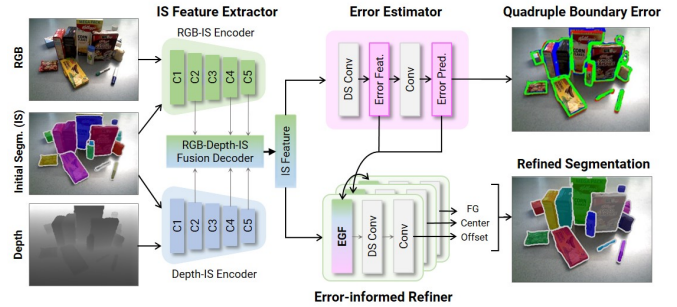 IS Feature Extractor
Error Estimator
Quadruple Boundary Error
RGB-IS Encoder
RGB
C1
C2
C3
C4
C5
DS Conv
Error Feat.
Conv
Error Pred.
Initial Segm. (IS)
RGB-Depth-IS
Fusion Decoder
IS Feature
Refined Segmentation
Depth
C1
C2
C3
C4
C5
Depth-IS Encoder
EGF
DS Conv
Conv
FG
Center
Offset
Error-informed Refiner